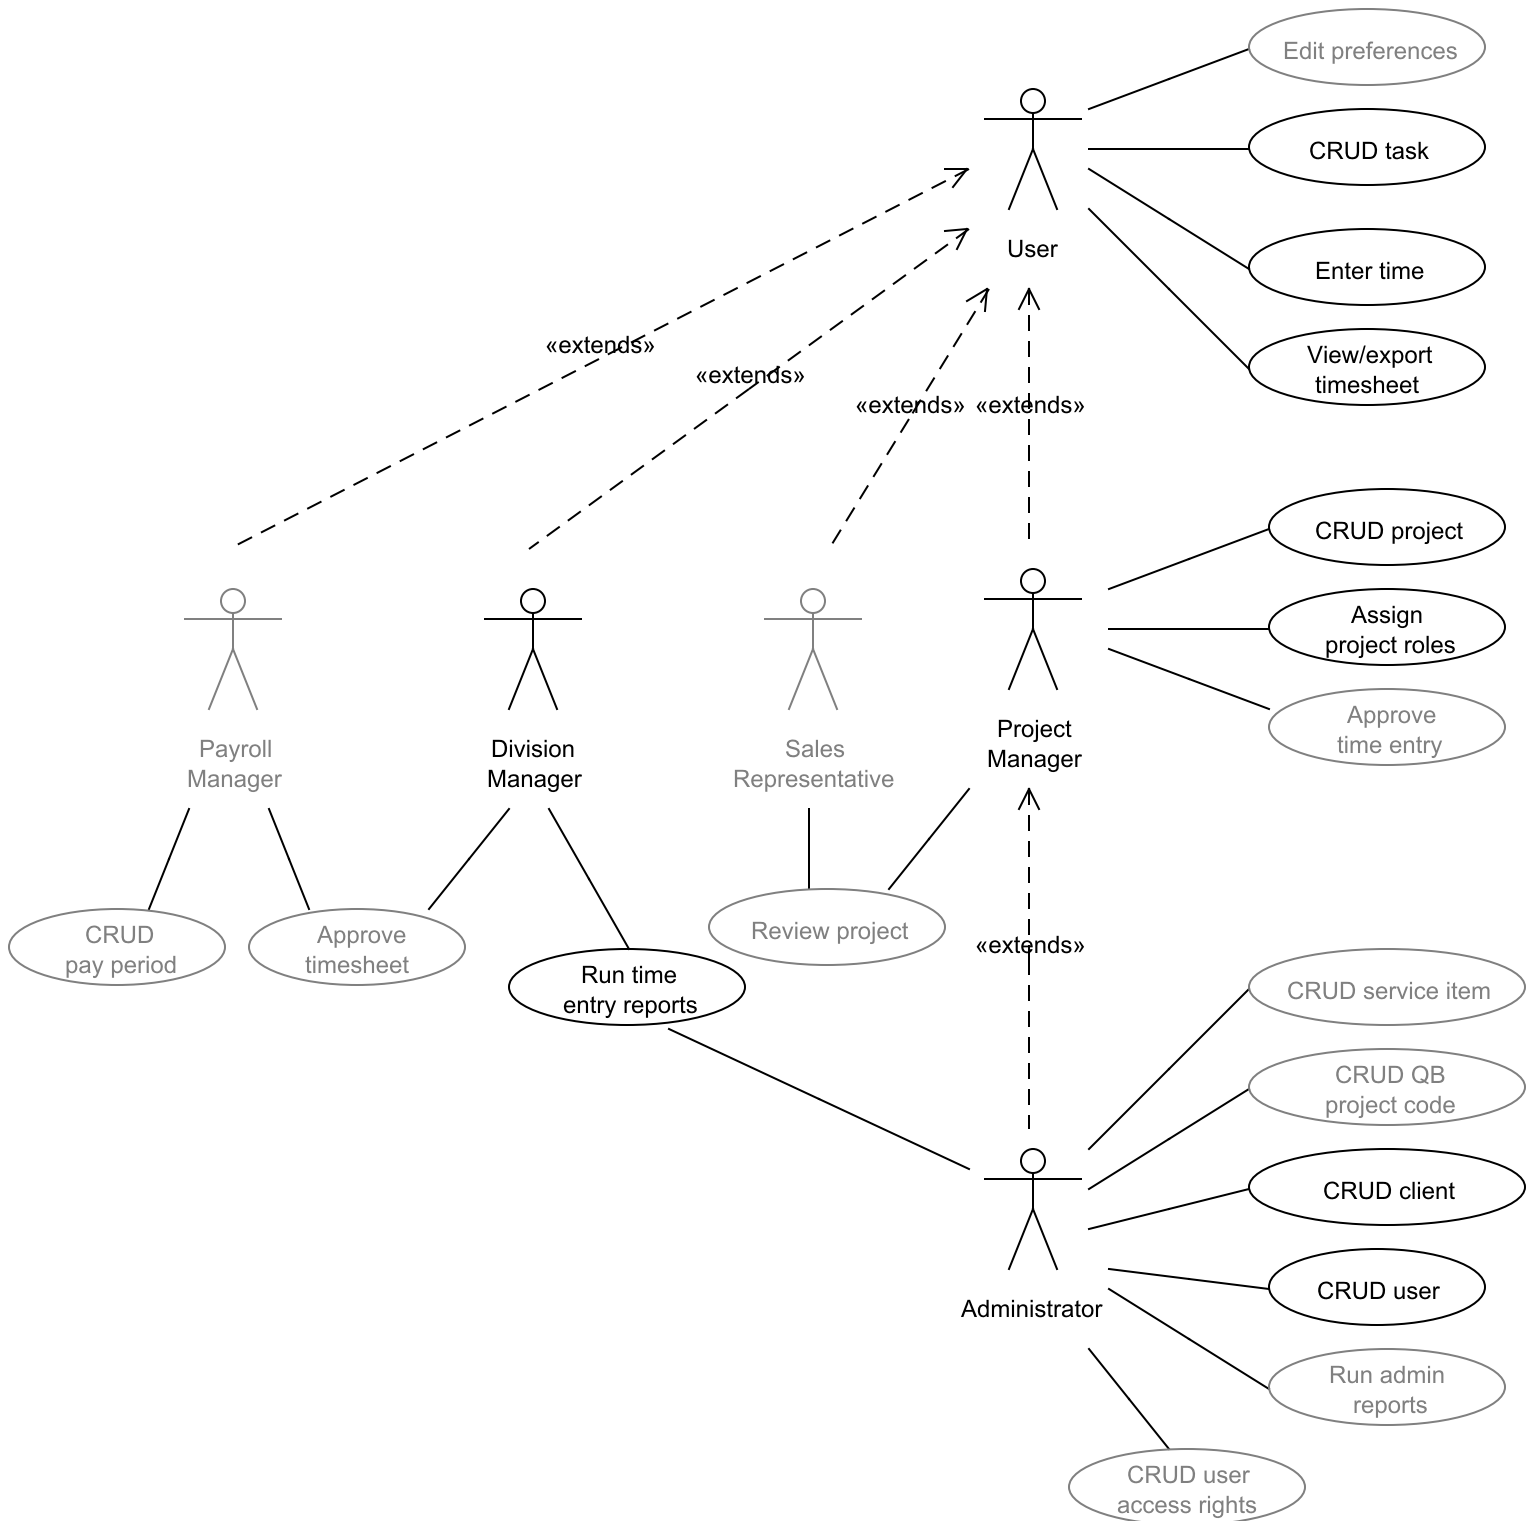 Edit preferences
CRUD task
User
Enter time
«extends»
View/export
timesheet
«extends»
«extends»
«extends»
CRUD project
Assign
project roles
Payroll
Manager
Division
Manager
Sales
Representative
Project
Manager
Approve
time entry
CRUD
pay period
Approve
timesheet
Review project
«extends»
Run time
entry reports
CRUD service item
CRUD QB
project code
CRUD client
Administrator
CRUD user
Run admin
reports
CRUD user
access rights